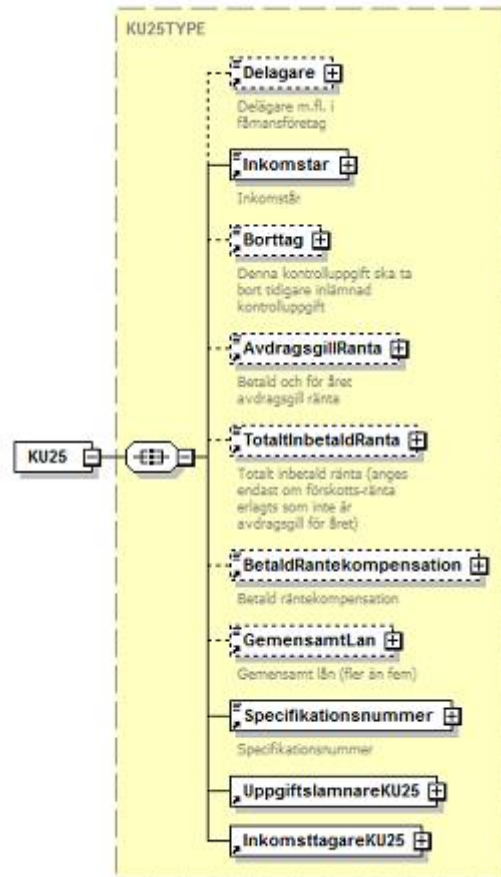 KU25TYPE
Delagare
Delägare m.fl. i
fåmansföretag
Inkomstar
Inkomstår
Borttag
Denna kontrolluppgift ska ta
bort tidigare inlämnad
kontrolluppgift
AvdragsgillRanta
Betald och för året
avdragsgill ränta
KU25
TotaltInbetaldRanta
Totalt inbetald ränta (anges
endast om förskotts-ränta
erlagts som inte är
avdragsgill för året)
BetaldRantekompensation
Betald räntekompensation
GemensamtLan
Gemensamt lån (fler än fem)
Specifikationsnummer
Specifikationsnummer
UppgiftslamnareKU25
InkomsttagareKU25